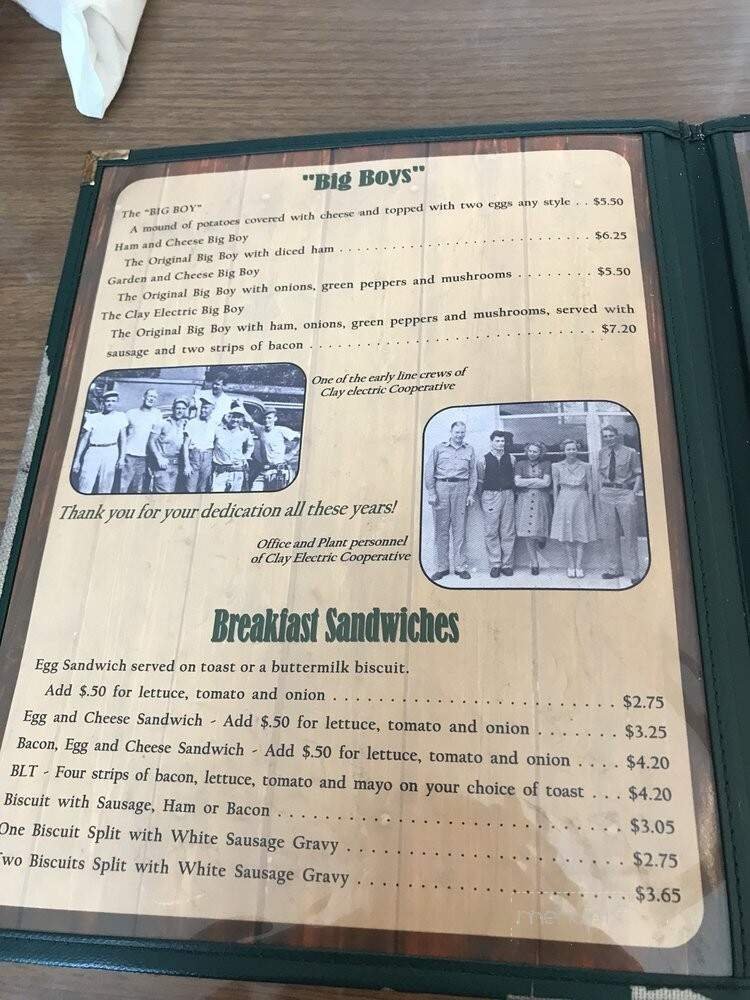 "Big Boys"
The "BIG BOY"
A mound of potatoes covered with cheese and topped with two eggs any style . . $5.50
Ham and Cheese Big Boy
The Original Big Boy with diced ham . . . . . . . . . . . . . . . . . . . . . . . . . . . . . . $6.25
Garden and Cheese Big Boy
The Original Big Boy with onions, green peppers and mushrooms . . . . . . . . $5.50
The Clay Electric Big Boy
The Original Big Boy with ham, onions, green peppers and mushrooms, served with
sausage and two strips of bacon . . . . . . . . . . . . . . . . . . . . . . . . . . . . . . . . . $7.20
One of the early line crews of
Clay electric Cooperative
Thank you for your dedication all these years!
Office and Plant personnel
of Clay Electric Cooperative
Breakfast Sandwiches
Egg Sandwich served on toast or a buttermilk biscuit.
Add $.50 for lettuce, tomato and onion . . . . . . . . . . . . . . . . . . . . . . . . . $2.75
Egg and Cheese Sandwich - Add $.50 for lettuce, tomato and onion . . . . . . . $3.25
Bacon, Egg and Cheese Sandwich - Add $.50 for lettuce, tomato and onion . . . . $4.20
BLT - Four strips of bacon, lettuce, tomato and mayo on your choice of toast . . . $4.20
Biscuit with Sausage, Ham or Bacon . . . . . . . . . . . . . . . . . . . . . . . . . . . . . . $3.05
One Biscuit Split with White Sausage Gravy . . . . . . . . . . . . . . . . . . . . . . . . $2.75
Two Biscuits Split with White Sausage Gravy . . . . . . . . . . . . . . . . . . . . . . . $3.65